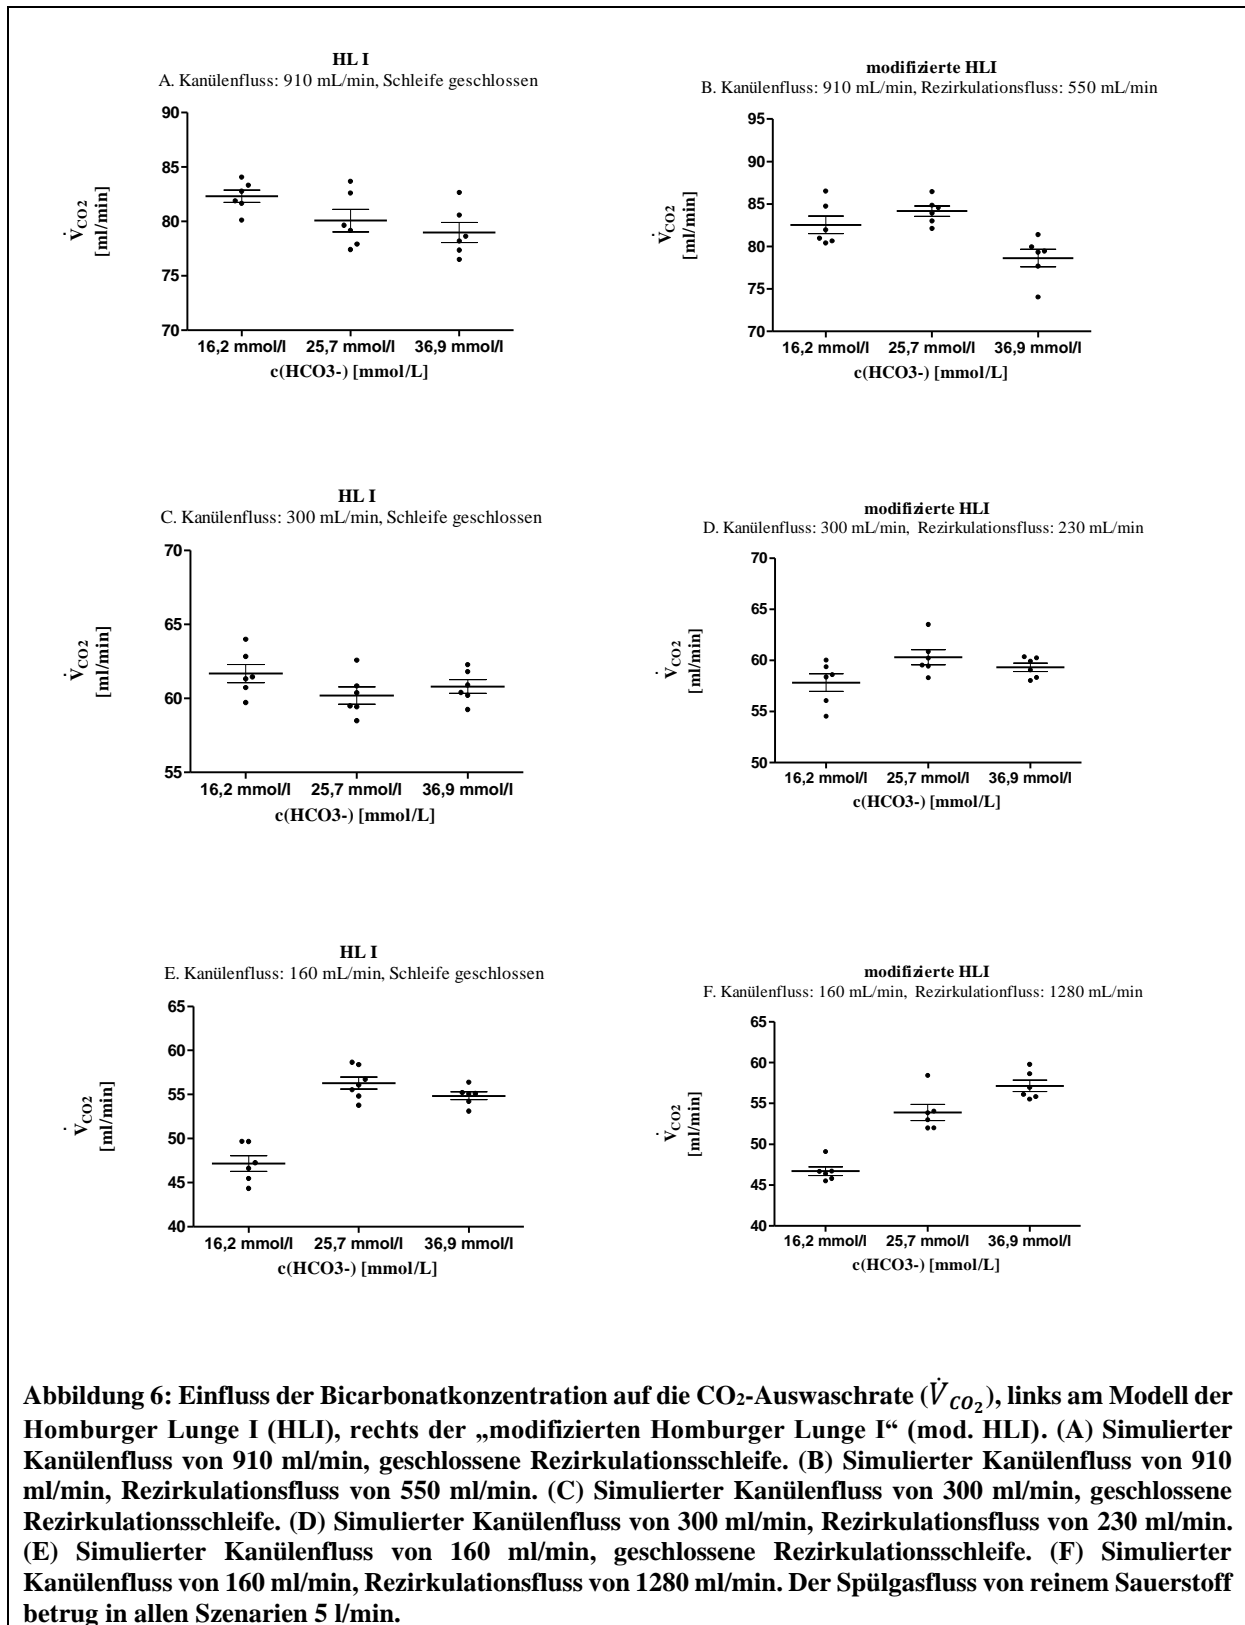 HL I
A. Kanülenfluss: 910 mL/min, Schleife geschlossen
90
85
80
75
70
V̇CO2
[ml/min]
16,2 mmol/l 25,7 mmol/l 36,9 mmol/l
c(HCO3-) [mmol/L]
modifizierte HLI
B. Kanülenfluss: 910 mL/min, Rezirkulationsfluss: 550 mL/min
95
90
85
80
75
70
V̇CO2
[ml/min]
16,2 mmol/l 25,7 mmol/l 36,9 mmol/l
c(HCO3-) [mmol/L]
HL I
C. Kanülenfluss: 300 mL/min, Schleife geschlossen
70
65
60
55
V̇CO2
[ml/min]
16,2 mmol/l 25,7 mmol/l 36,9 mmol/l
c(HCO3-) [mmol/L]
modifizierte HLI
D. Kanülenfluss: 300 mL/min, Rezirkulationsfluss: 230 mL/min
70
65
60
55
50
V̇CO2
[ml/min]
16,2 mmol/l 25,7 mmol/l 36,9 mmol/l
c(HCO3-) [mmol/L]
HL I
E. Kanülenfluss: 160 mL/min, Schleife geschlossen
65
60
55
50
45
40
V̇CO2
[ml/min]
16,2 mmol/l 25,7 mmol/l 36,9 mmol/l
c(HCO3-) [mmol/L]
modifizierte HLI
F. Kanülenfluss: 160 mL/min, Rezirkulationfluss: 1280 mL/min
65
60
55
50
45
40
V̇CO2
[ml/min]
16,2 mmol/l 25,7 mmol/l 36,9 mmol/l
c(HCO3-) [mmol/L]
Abbildung 6: Einfluss der Bicarbonatkonzentration auf die CO2-Auswaschrate (V̇CO2), links am Modell der
Homburger Lunge I (HLI), rechts der „modifizierten Homburger Lunge I“ (mod. HLI). (A) Simulierter
Kanülenfluss von 910 ml/min, geschlossene Rezirkulationsschleife. (B) Simulierter Kanülenfluss von 910
ml/min, Rezirkulationsfluss von 550 ml/min. (C) Simulierter Kanülenfluss von 300 ml/min, geschlossene
Rezirkulationsschleife. (D) Simulierter Kanülenfluss von 300 ml/min, Rezirkulationsfluss von 230 ml/min.
(E) Simulierter Kanülenfluss von 160 ml/min, geschlossene Rezirkulationsschleife. (F) Simulierter
Kanülenfluss von 160 ml/min, Rezirkulationsfluss von 1280 ml/min. Der Spülgasfluss von reinem Sauerstoff
betrug in allen Szenarien 5 l/min.